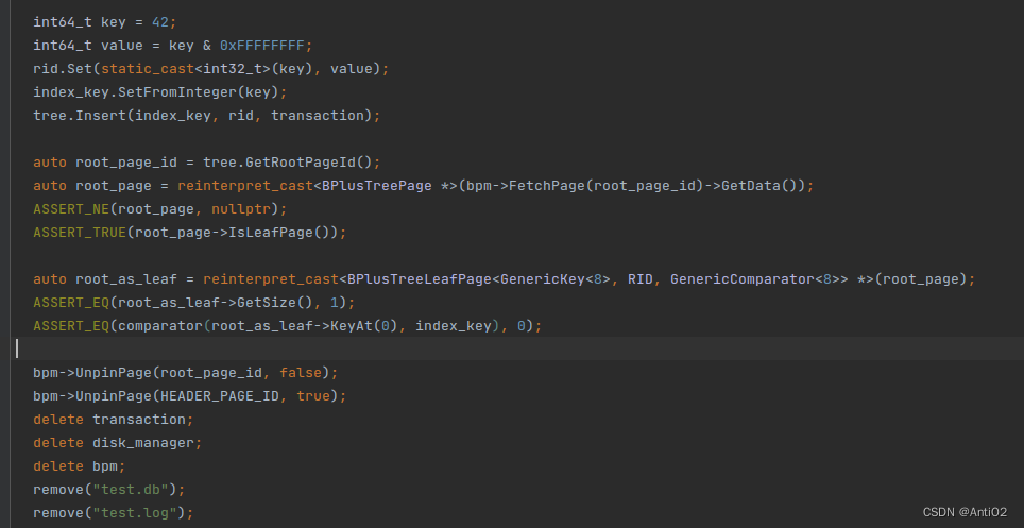 int64_t key = 42;
int64_t value = key & 0xFFFFFFFF;
rid.Set(static_cast<int32_t>(key), value);
index_key.SetFromInteger(key);
tree.Insert(index_key, rid, transaction);
auto root_page_id = tree.GetRootPageId();
auto root_page = reinterpret_cast<BPlusTreePage *>(bpm->FetchPage(root_page_id)->GetData());
ASSERT_NE(root_page, nullptr);
ASSERT_TRUE(root_page->IsLeafPage());
auto root_as_leaf = reinterpret_cast<BPlusTreeLeafPage<GenericKey<8>, RID, GenericComparator<8>> *>(root_page);
ASSERT_EQ(root_as_leaf->GetSize(), 1);
ASSERT_EQ(comparator(root_as_leaf->KeyAt(0), index_key), 0);
bpm->UnpinPage(root_page_id, false);
bpm->UnpinPage(HEADER_PAGE_ID, true);
delete transaction;
delete disk_manager;
delete bpm;
remove("test.db");
remove("test.log");
CSDN @AntiO2